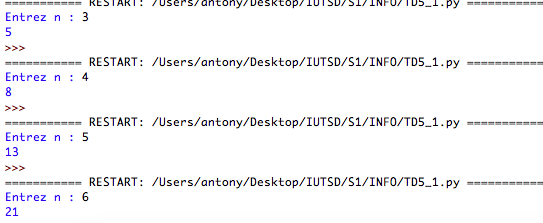 =========== RESTART: /Users/antony/Desktop/IUTSD/S1/INFO/TD5_1.py ===========
Entrez n : 3
5
>>>
=========== RESTART: /Users/antony/Desktop/IUTSD/S1/INFO/TD5_1.py ===========
Entrez n : 4
8
>>>
=========== RESTART: /Users/antony/Desktop/IUTSD/S1/INFO/TD5_1.py ===========
Entrez n : 5
13
>>>
=========== RESTART: /Users/antony/Desktop/IUTSD/S1/INFO/TD5_1.py ===========
Entrez n : 6
21